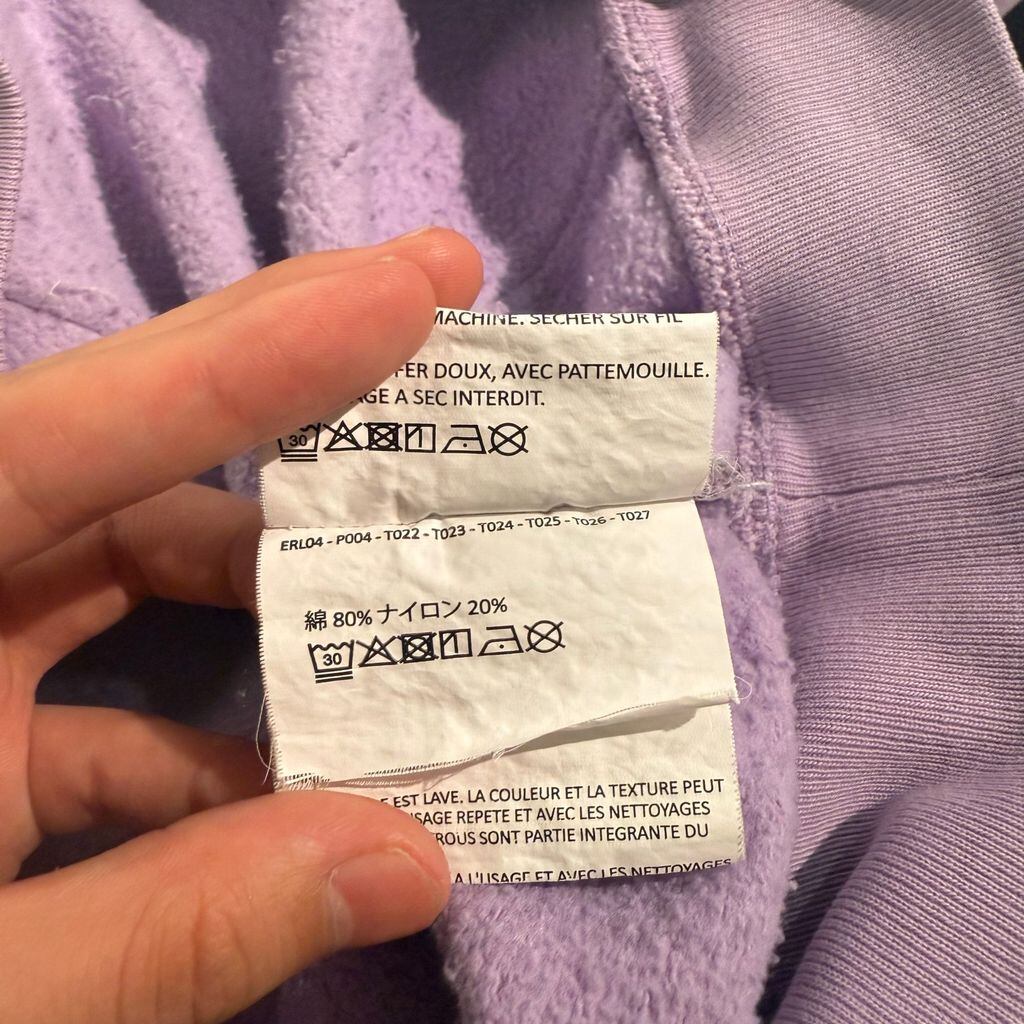 MACHINE. SECHER SUR FIL
FER DOUX, AVEC PATTEMOUILLE.
A SEC INTERDIT.
30
ERL04 - P004 - T022 - T023 - T024 - T025 - T026 - T027
綿 80% ナイロン 20%
30
EST LAVE. LA COULEUR ET LA TEXTURE PEUT
REPETE ET AVEC LES NETTOYAGES
SONT PARTIE INTEGRANTE DU
A L'USAGE ET AVEC LES NETTOYAGES